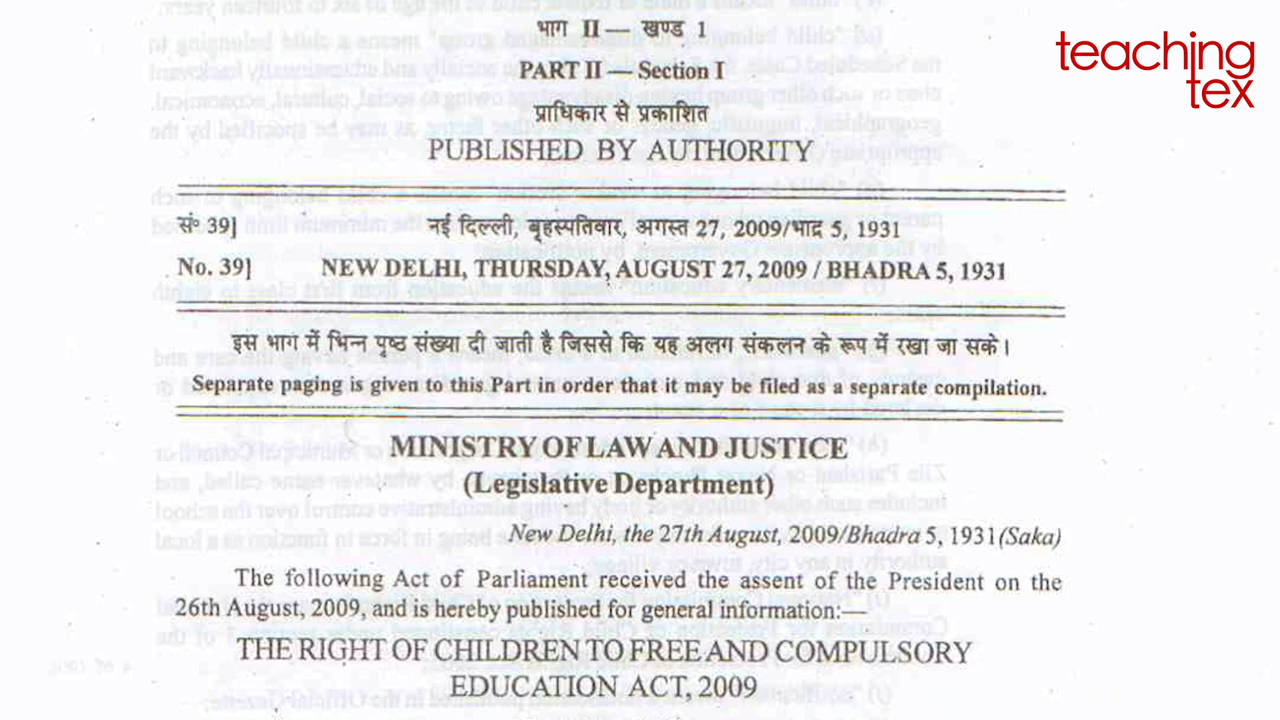 भाग II — खण्ड 1
PART II — Section I
प्राधिकार से प्रकाशित
PUBLISHED BY AUTHORITY
सं॰ 39]
नई दिल्ली, बृहस्पतिवार, अगस्त 27, 2009/भाद्र 5, 1931
No. 39]
NEW DELHI, THURSDAY, AUGUST 27, 2009 / BHADRA 5, 1931
इस भाग में भिन्न पृष्ठ संख्या दी जाती है जिससे कि यह अलग संकलन के रूप में रखा जा सके।
Separate paging is given to this Part in order that it may be filed as a separate compilation.
MINISTRY OF LAW AND JUSTICE
(Legislative Department)
New Delhi, the 27th August, 2009/Bhadra 5, 1931 (Saka)
The following Act of Parliament received the assent of the President on the
26th August, 2009, and is hereby published for general information:—
THE RIGHT OF CHILDREN TO FREE AND COMPULSORY
EDUCATION ACT, 2009
teaching
tex